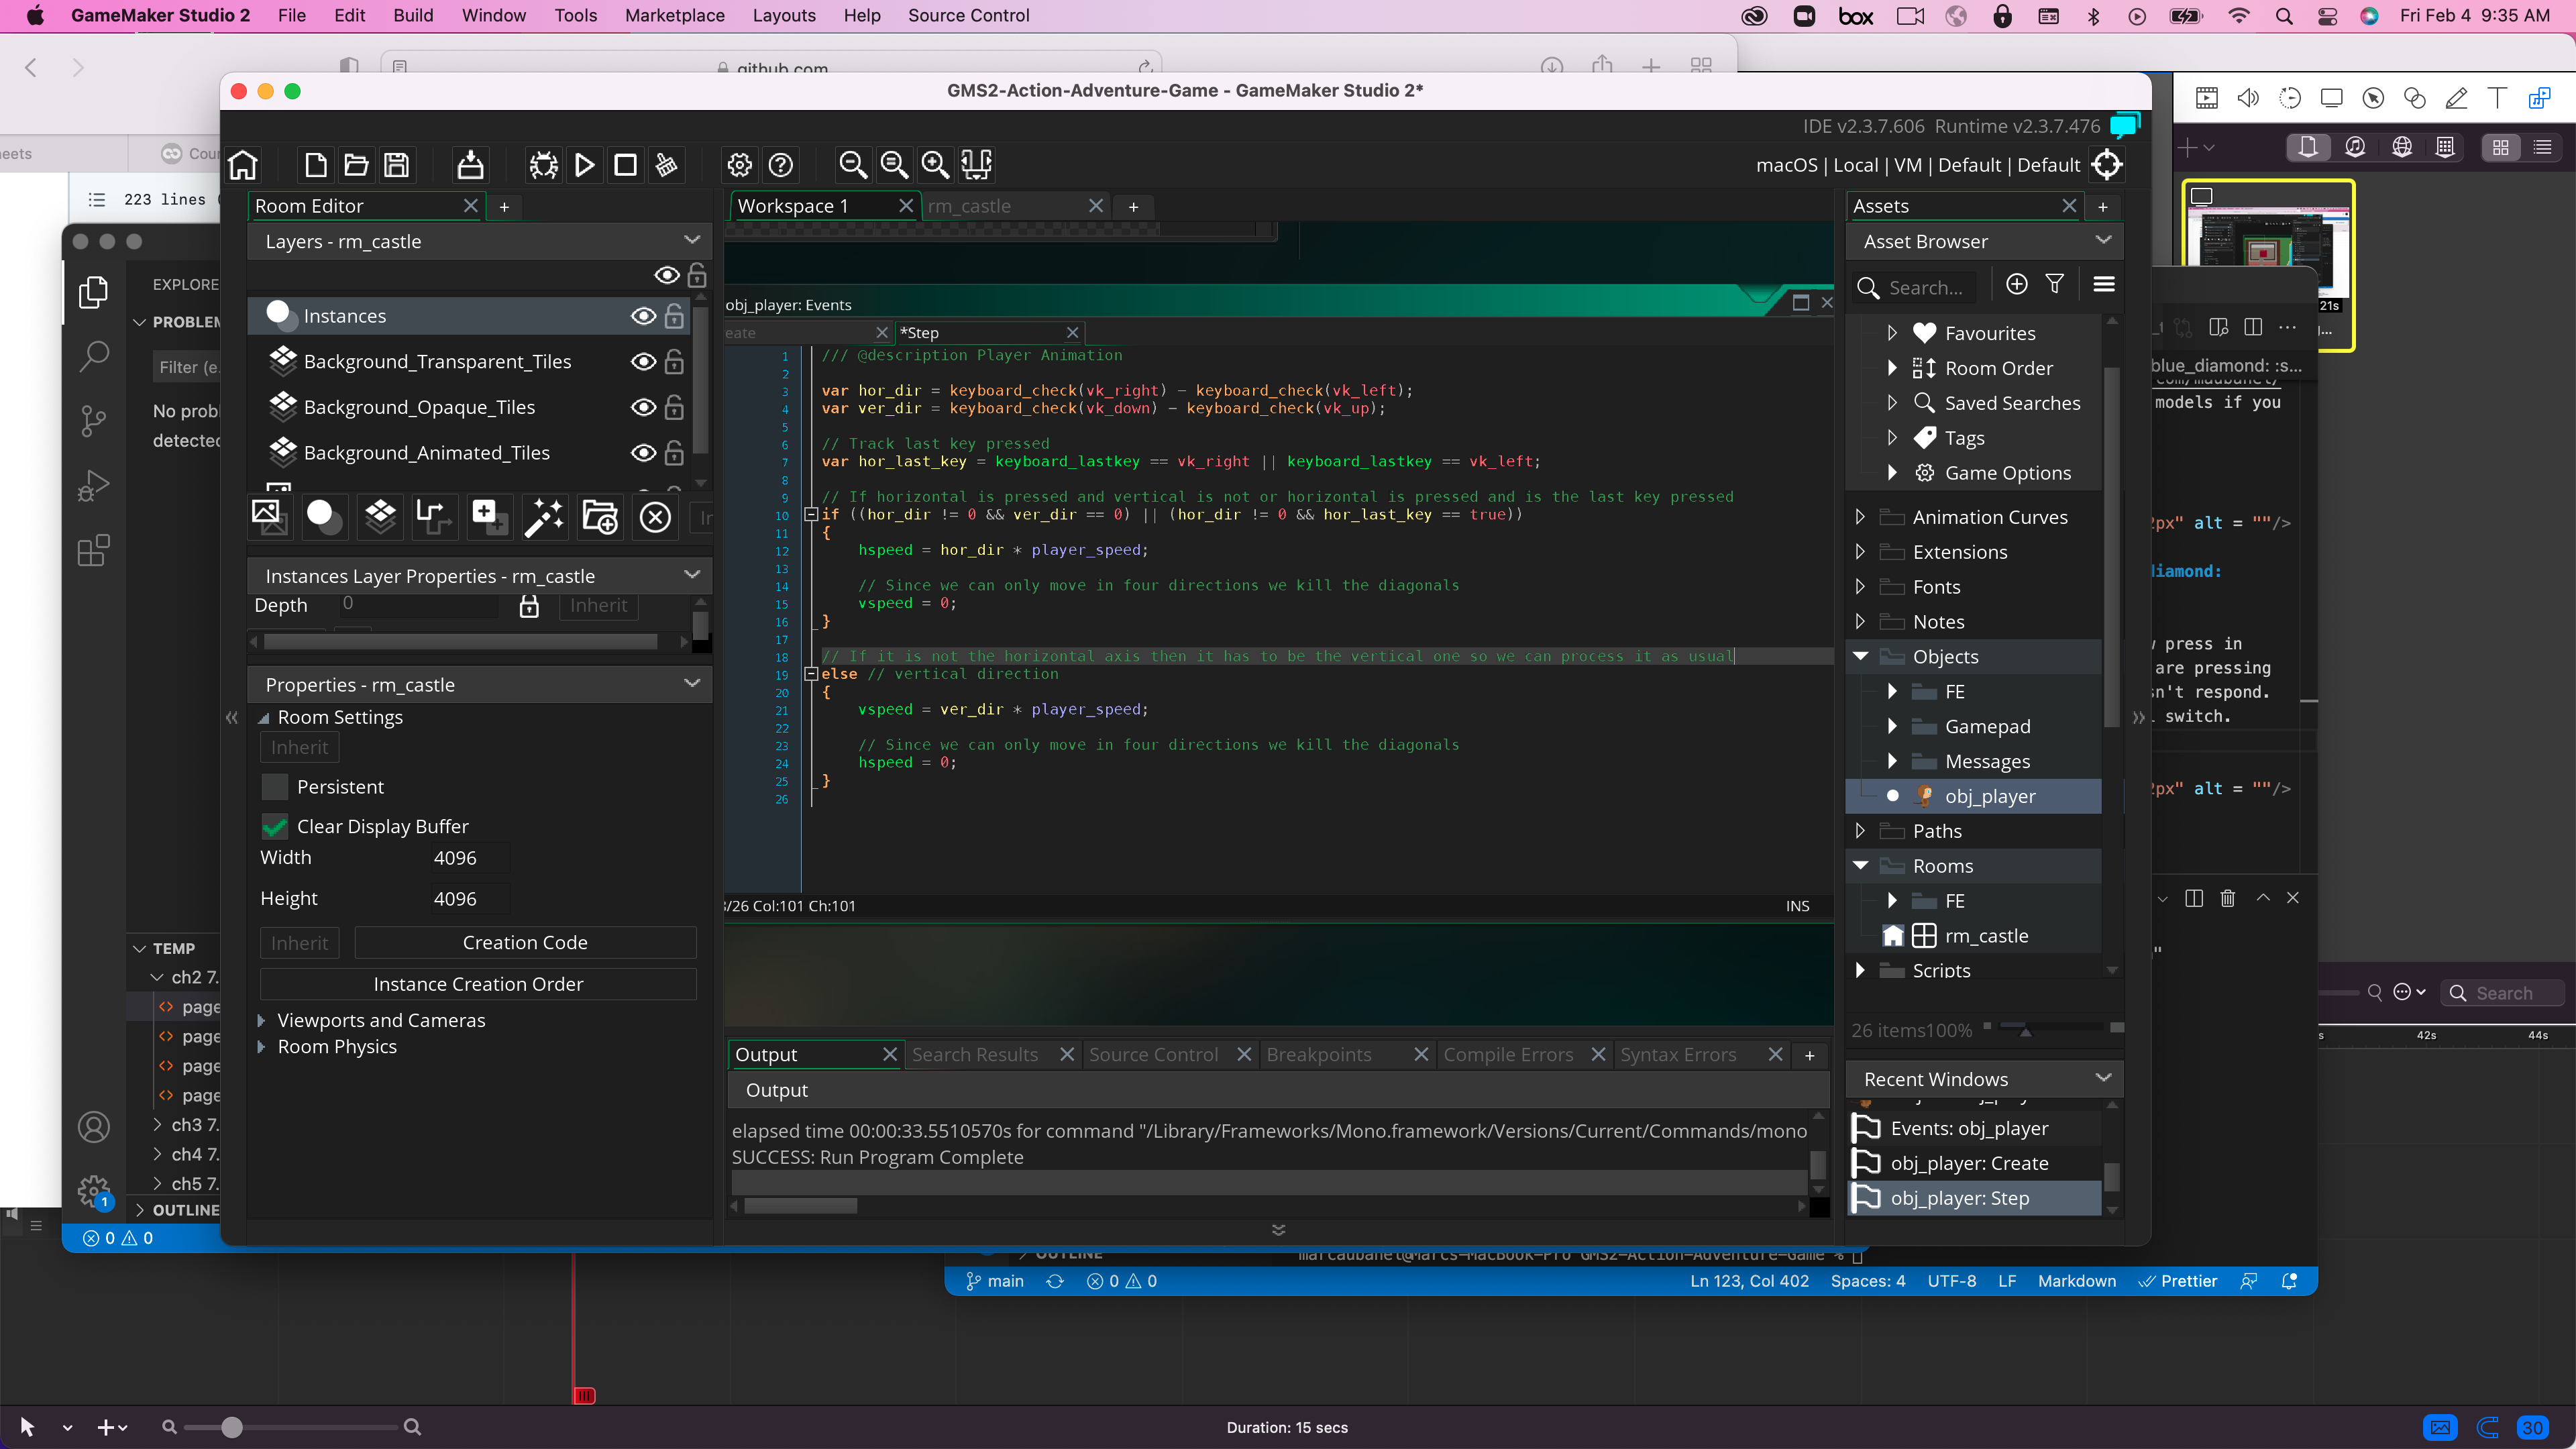 GameMaker Studio 2 File Edit Build Window Tools Marketplace Layouts Help Source Control
box Fri Feb 4 9:35 AM
github.com
GMS2-Action-Adventure-Game - GameMaker Studio 2*
IDE v2.3.7.606 Runtime v2.3.7.476
eets
Cour
macOS | Local | VM | Default | Default
223 lines
Room Editor
Workspace 1
rm_castle
Assets
Layers - rm_castle
Asset Browser
EXPLORE
PROBLEM
Filter (e.
No probl
detected
Instances
Background_Transparent_Tiles
Background_Opaque_Tiles
Background_Animated_Tiles
Instances Layer Properties - rm_castle
Depth 0 Inherit
Properties - rm_castle
Room Settings
Inherit
Persistent
Clear Display Buffer
Width 4096
Height 4096
Inherit Creation Code
Instance Creation Order
Viewports and Cameras
Room Physics
TEMP
ch2 7.
page
page
page
page
ch3 7.
ch4 7.
ch5 7.
OUTLINE
1
0 0
obj_player: Events
eate *Step
1 /// @description Player Animation
2
3 var hor_dir = keyboard_check(vk_right) - keyboard_check(vk_left);
4 var ver_dir = keyboard_check(vk_down) - keyboard_check(vk_up);
5
6 // Track last key pressed
7 var hor_last_key = keyboard_lastkey == vk_right || keyboard_lastkey == vk_left;
8
9 // If horizontal is pressed and vertical is not or horizontal is pressed and is the last key pressed
10 if ((hor_dir != 0 && ver_dir == 0) || (hor_dir != 0 && hor_last_key == true))
11 {
12 hspeed = hor_dir * player_speed;
13
14 // Since we can only move in four directions we kill the diagonals
15 vspeed = 0;
16 }
17
18 // If it is not the horizontal axis then it has to be the vertical one so we can process it as usual
19 else // vertical direction
20 {
21 vspeed = ver_dir * player_speed;
22
23 // Since we can only move in four directions we kill the diagonals
24 hspeed = 0;
25 }
26
/26 Col:101 Ch:101 INS
Output Search Results Source Control Breakpoints Compile Errors Syntax Errors
Output
elapsed time 00:00:33.5510570s for command "/Library/Frameworks/Mono.framework/Versions/Current/Commands/mono
SUCCESS: Run Program Complete
Search...
Favourites
Room Order
Saved Searches
Tags
Game Options
Animation Curves
Extensions
Fonts
Notes
Objects
FE
Gamepad
Messages
obj_player
Paths
Rooms
FE
rm_castle
Scripts
26 items 100%
Recent Windows
Events: obj_player
obj_player: Create
obj_player: Step
21s
blue_diamond: :s...
models if you
2px" alt = ""/>
iamond:
press in
are pressing
sn't respond.
switch.
2px" alt = ""/>
Search
42s 44s
OUTLINE
marcaubanel@Marcs-MacBook-Pro GMS2-Action-Adventure-Game %
main 0 0 Ln 123, Col 402 Spaces: 4 UTF-8 LF Markdown Prettier
Duration: 15 secs
30